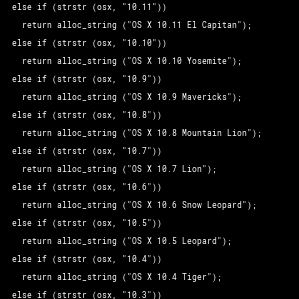 else if (strstr (osx, "10.11"))
return alloc_string ("OS X 10.11 El Capitan");
else if (strstr (osx, "10.10"))
return alloc_string ("OS X 10.10 Yosemite");
else if (strstr (osx, "10.9"))
return alloc_string ("OS X 10.9 Mavericks");
else if (strstr (osx, "10.8"))
return alloc_string ("OS X 10.8 Mountain Lion");
else if (strstr (osx, "10.7"))
return alloc_string ("OS X 10.7 Lion");
else if (strstr (osx, "10.6"))
return alloc_string ("OS X 10.6 Snow Leopard");
else if (strstr (osx, "10.5"))
return alloc_string ("OS X 10.5 Leopard");
else if (strstr (osx, "10.4"))
return alloc_string ("OS X 10.4 Tiger");
else if (strstr (osx, "10.3"))